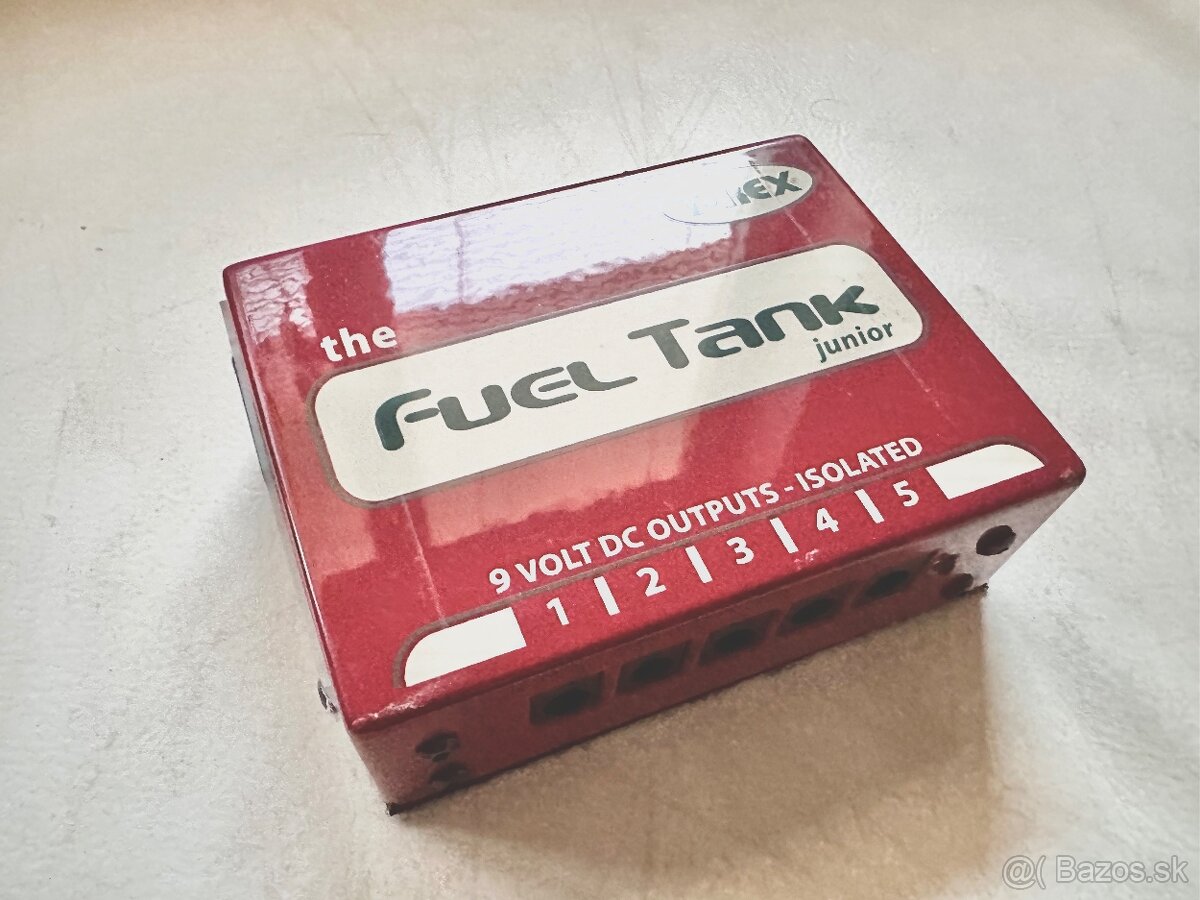 the
Fuel Tank
junior
9 VOLT DC OUTPUTS - ISOLATED
1 2 3 4 5
@( Bazos.sk